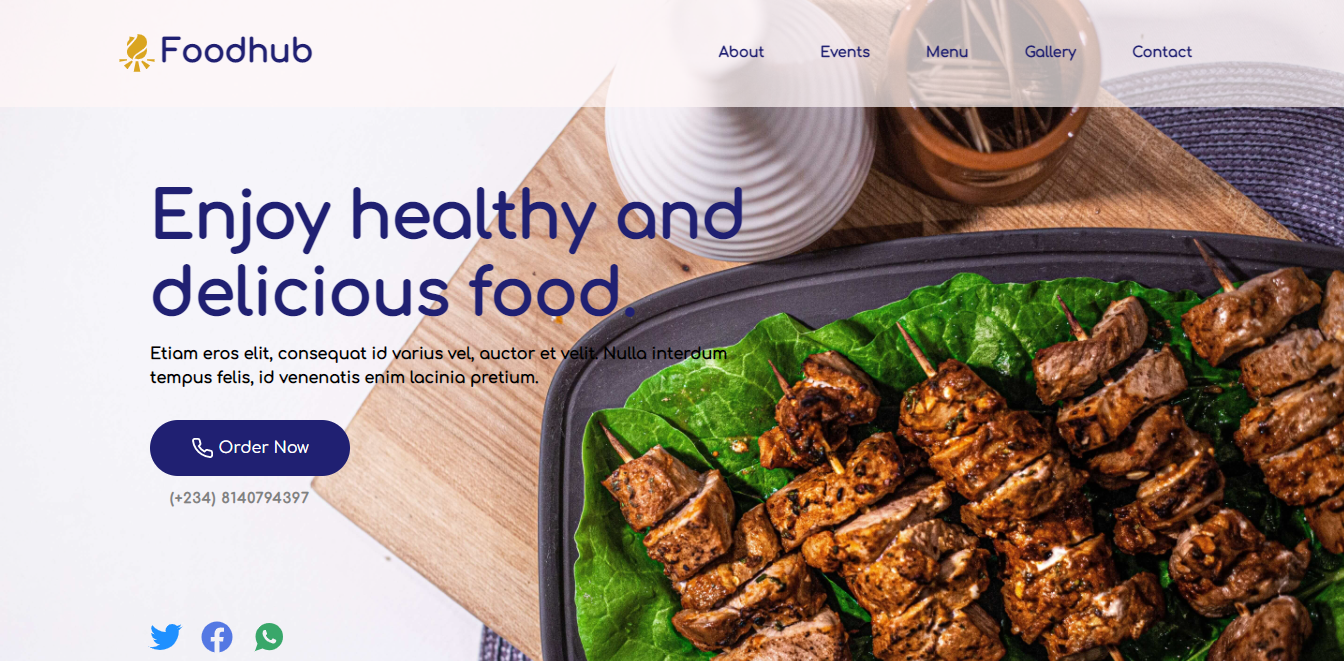 Foodhub
About Events Menu Gallery Contact
Enjoy healthy and
delicious food.
Etiam eros elit, consequat id varius vel, auctor et velit. Nulla interdum
tempus felis, id venenatis enim lacinia pretium.
Order Now
(+234) 8140794397